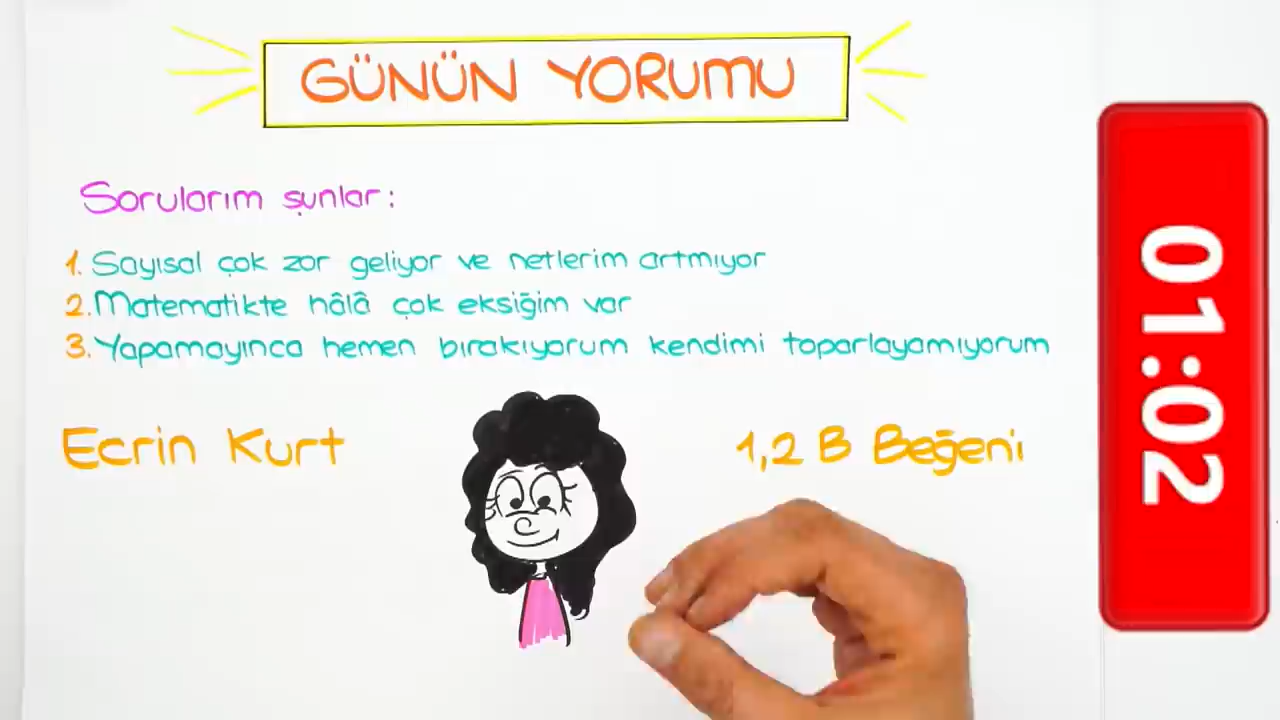 GÜNÜN YORUMU
Sorularım şunlar:
1. Sayısal çok zor geliyor ve netlerim artmıyor
2. Matematikte hâlâ çok eksiğim var
3. Yapamayınca hemen bırakıyorum kendimi toparlayamıyorum
Ecrin Kurt
1,2 B Beğeni
01:02